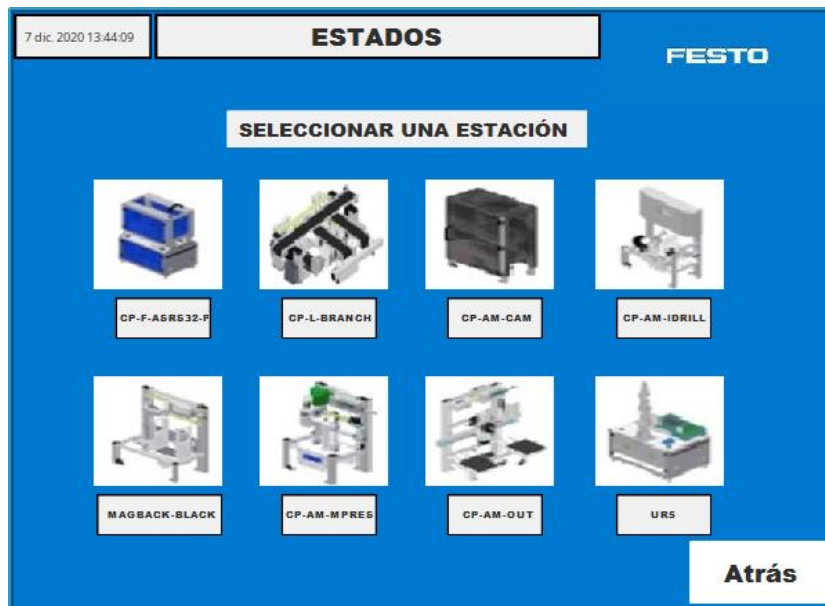 7 dic. 2020 13:44:09
ESTADOS
FESTO
SELECCIONAR UNA ESTACIÓN
CP-F-ASRS32-P
CP-L-BRANCH
CP-AM-CAM
CP-AM-IDRILL
MAGBACK-BLACK
CP-AM-MPRES
CP-AM-OUT
UR5
Atrás